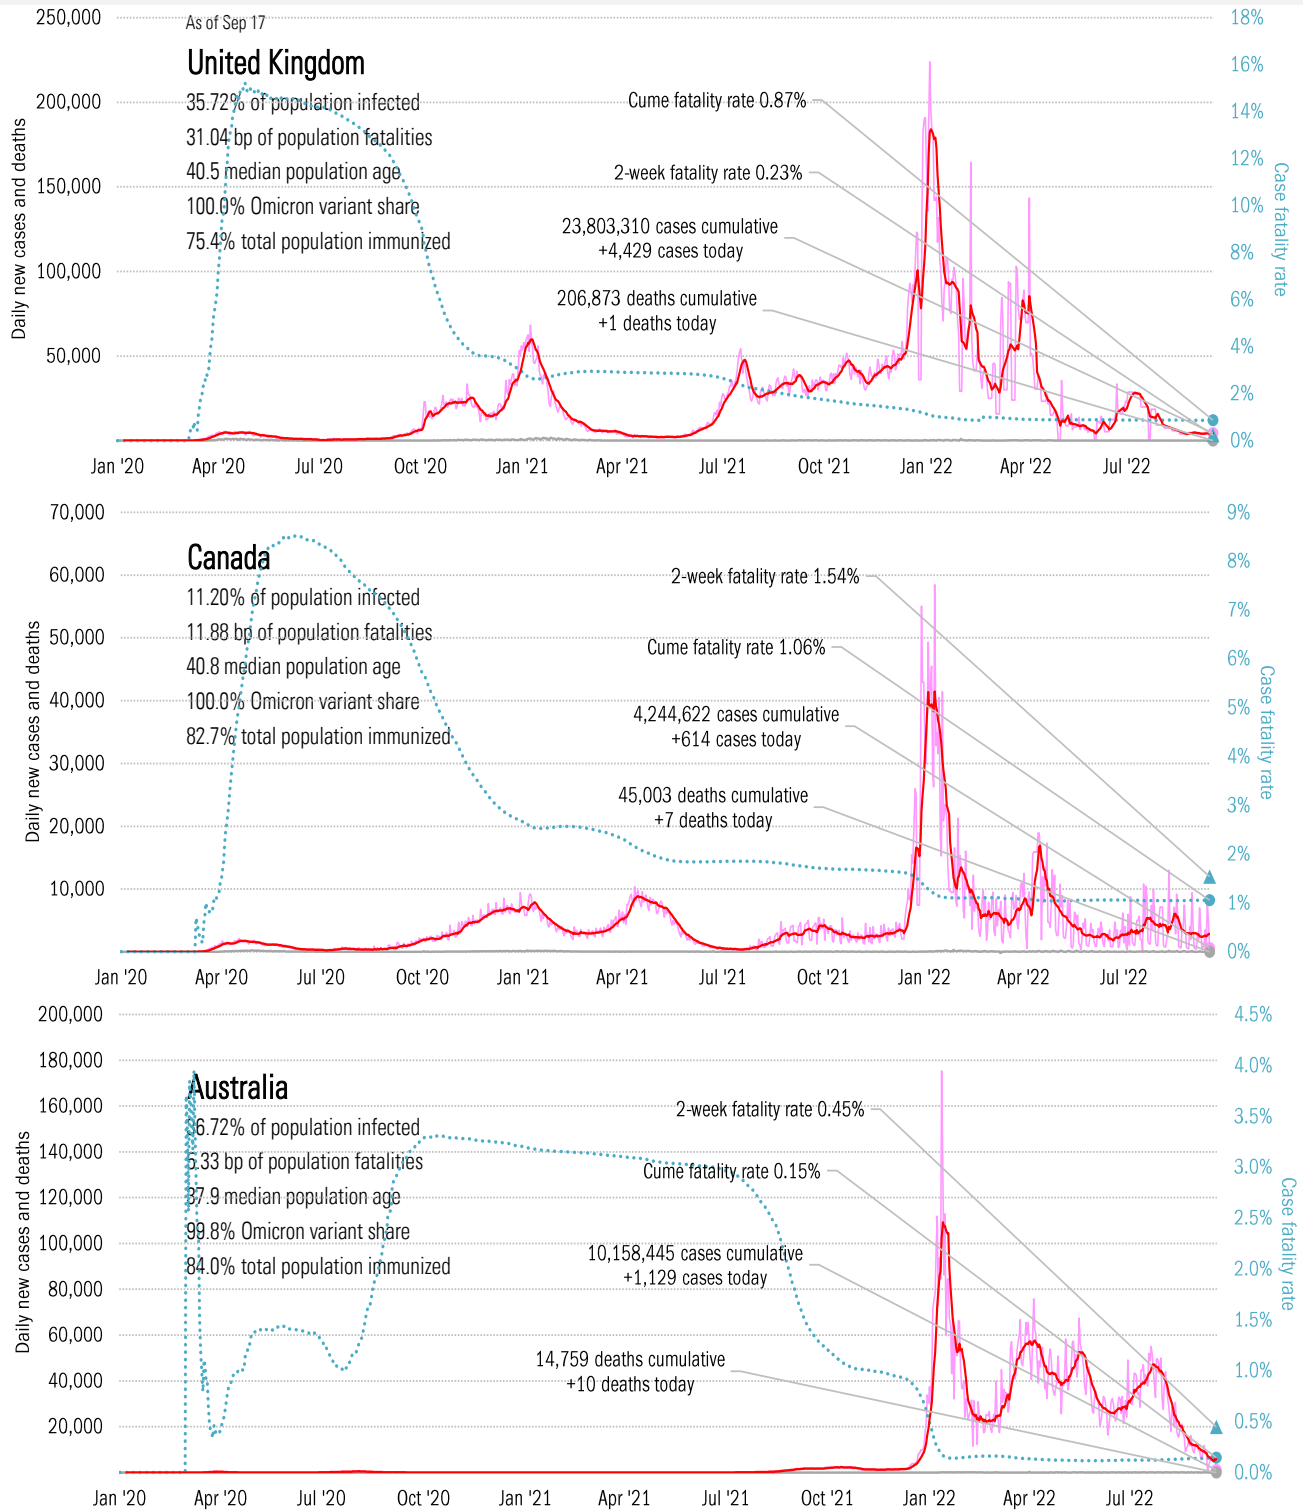 As of Sep 17
United Kingdom
35.72% of population infected
31.04 bp of population fatalities
40.5 median population age
100.0% Omicron variant share
75.4% total population immunized
Cume fatality rate 0.87%
2-week fatality rate 0.23%
23,803,310 cases cumulative
+4,429 cases today
206,873 deaths cumulative
+1 deaths today
Daily new cases and deaths
250,000
200,000
150,000
100,000
50,000
18%
16%
14%
12%
10%
8%
6%
4%
2%
0%
Case fatality rate
Jan '20 Apr '20 Jul '20 Oct '20 Jan '21 Apr '21 Jul '21 Oct '21 Jan '22 Apr '22 Jul '22
Canada
11.20% of population infected
11.88 bp of population fatalities
40.8 median population age
100.0% Omicron variant share
82.7% total population immunized
2-week fatality rate 1.54%
Cume fatality rate 1.06%
4,244,622 cases cumulative
+614 cases today
45,003 deaths cumulative
+7 deaths today
Daily new cases and deaths
70,000
60,000
50,000
40,000
30,000
20,000
10,000
9%
8%
7%
6%
5%
4%
3%
2%
1%
0%
Case fatality rate
Jan '20 Apr '20 Jul '20 Oct '20 Jan '21 Apr '21 Jul '21 Oct '21 Jan '22 Apr '22 Jul '22
Australia
36.72% of population infected
5.33 bp of population fatalities
37.9 median population age
99.8% Omicron variant share
84.0% total population immunized
2-week fatality rate 0.45%
Cume fatality rate 0.15%
10,158,445 cases cumulative
+1,129 cases today
14,759 deaths cumulative
+10 deaths today
Daily new cases and deaths
200,000
180,000
160,000
140,000
120,000
100,000
80,000
60,000
40,000
20,000
4.5%
4.0%
3.5%
3.0%
2.5%
2.0%
1.5%
1.0%
0.5%
0.0%
Case fatality rate
Jan '20 Apr '20 Jul '20 Oct '20 Jan '21 Apr '21 Jul '21 Oct '21 Jan '22 Apr '22 Jul '22